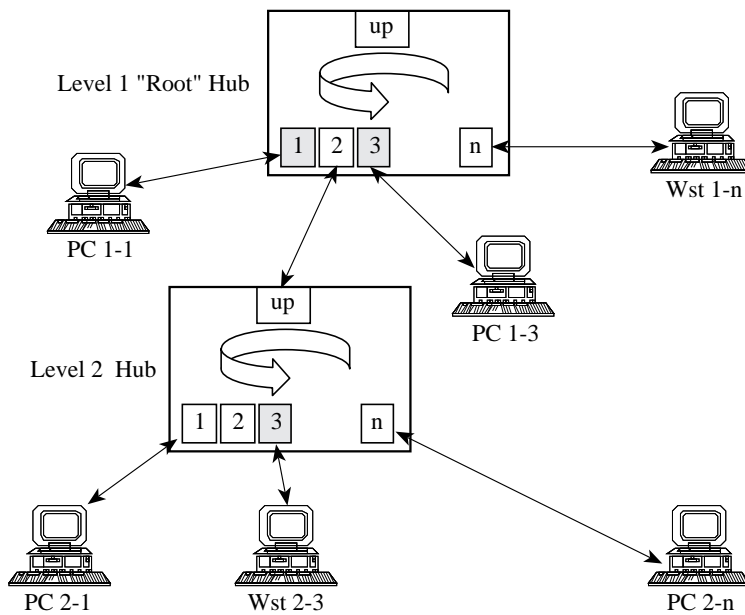 up
Level 1 "Root" Hub
1 2 3 n
Wst 1-n
PC 1-1
up
PC 1-3
Level 2 Hub
1 2 3 n
PC 2-1
Wst 2-3
PC 2-n